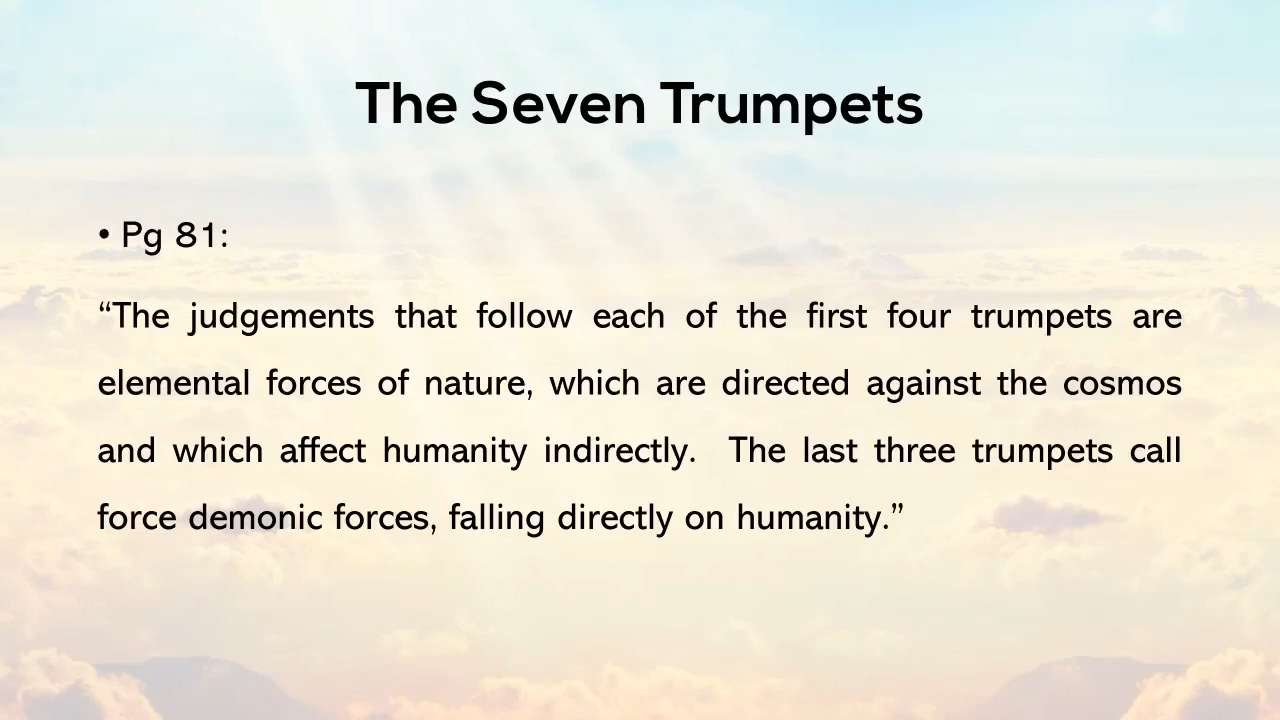 The Seven Trumpets
• Pg 81:
“The judgements that follow each of the first four trumpets are
elemental forces of nature, which are directed against the cosmos
and which affect humanity indirectly.  The last three trumpets call
force demonic forces, falling directly on humanity.”